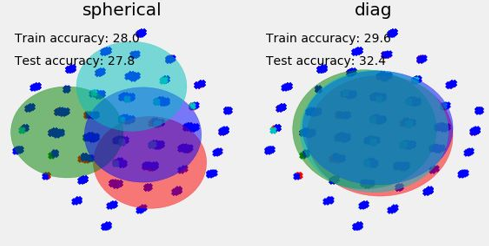 spherical
Train accuracy: 28.0
Test accuracy: 27.8
diag
Train accuracy: 29.6
Test accuracy: 32.4